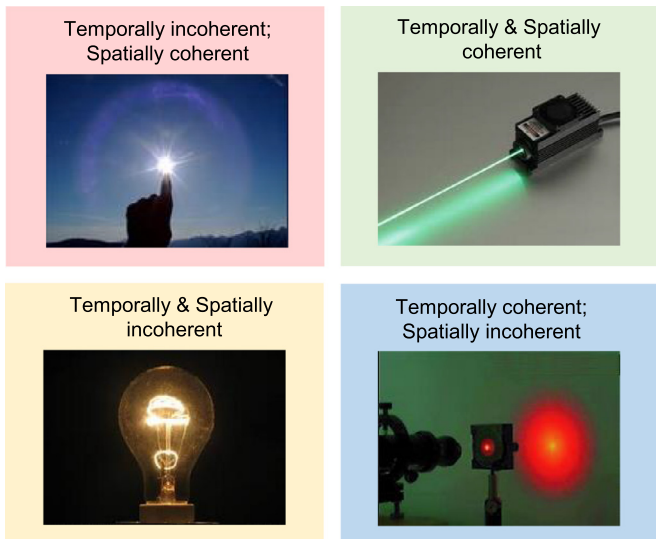 Temporally incoherent;
Spatially coherent
Temporally & Spatially
coherent
Temporally & Spatially
incoherent
Temporally coherent;
Spatially incoherent